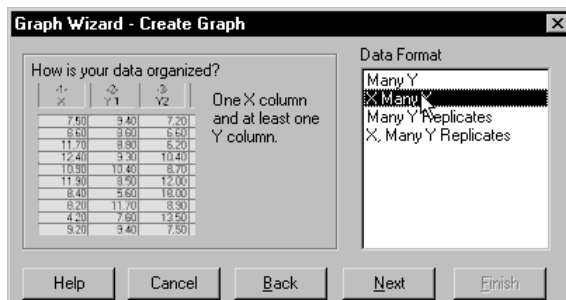 Graph Wizard - Create Graph
How is your data organized?
-1- -2- -3-
X Y1 Y2
7.50 9.40 7.20
8.60 8.60 6.60
11.70 8.90 6.20
12.40 9.30 10.40
10.90 10.40 8.70
11.90 8.50 12.00
8.40 5.60 18.00
8.20 11.70 8.90
4.20 7.60 13.50
9.20 9.40 7.50
One X column
and at least one
Y column.
Data Format
Many Y
X Many Y
Many Y Replicates
X, Many Y Replicates
Help Cancel Back Next Finish